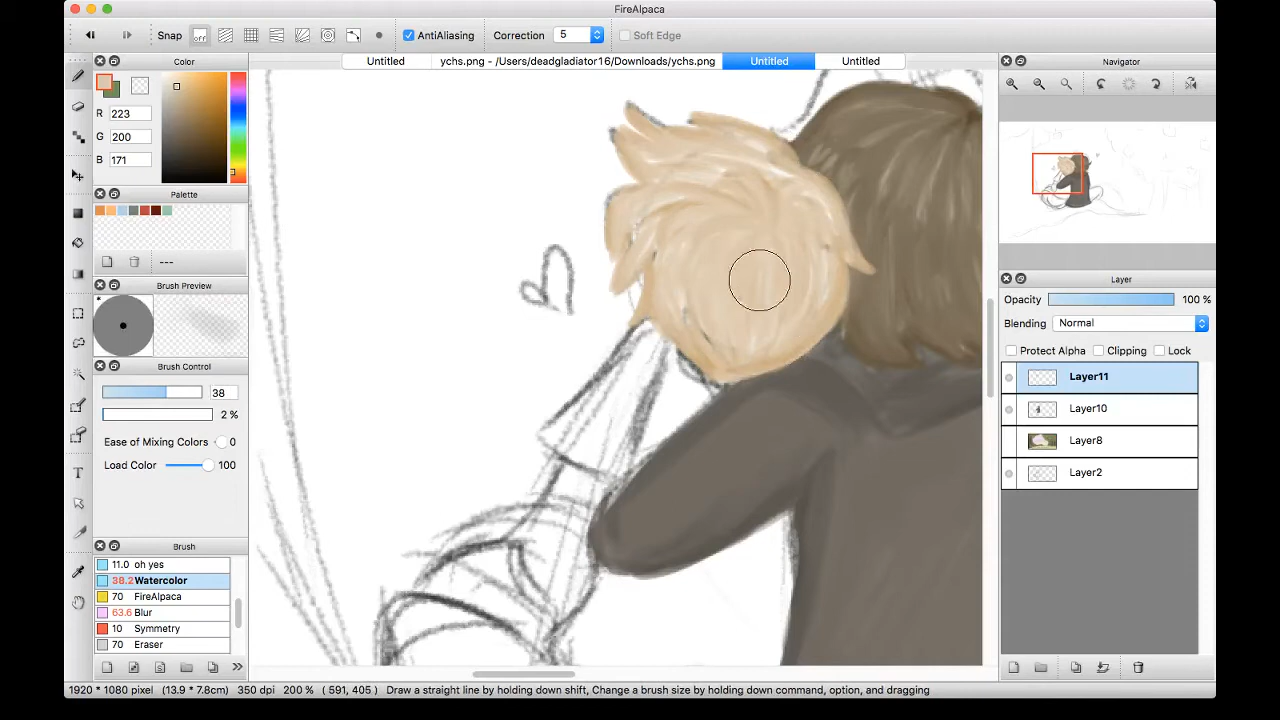 FireAlpaca
Snap off AntiAliasing Correction 5 Soft Edge
Untitled ychs.png - /Users/deadgladiator16/Downloads/ychs.png Untitled Untitled
Color
R 223
G 200
B 171
Palette
---
Brush Preview
*
Brush Control
38
2 %
Ease of Mixing Colors 0
Load Color 100
Brush
11.0 oh yes
38.2 Watercolor
70 FireAlpaca
63.6 Blur
10 Symmetry
70 Eraser
»
T
Navigator
Layer
Opacity 100 %
Blending Normal
Protect Alpha Clipping Lock
Layer11
Layer10
Layer8
Layer2
1920 * 1080 pixel (13.9 * 7.8cm) 350 dpi 200 % ( 591, 405 ) Draw a straight line by holding down shift, Change a brush size by holding down command, option, and dragging